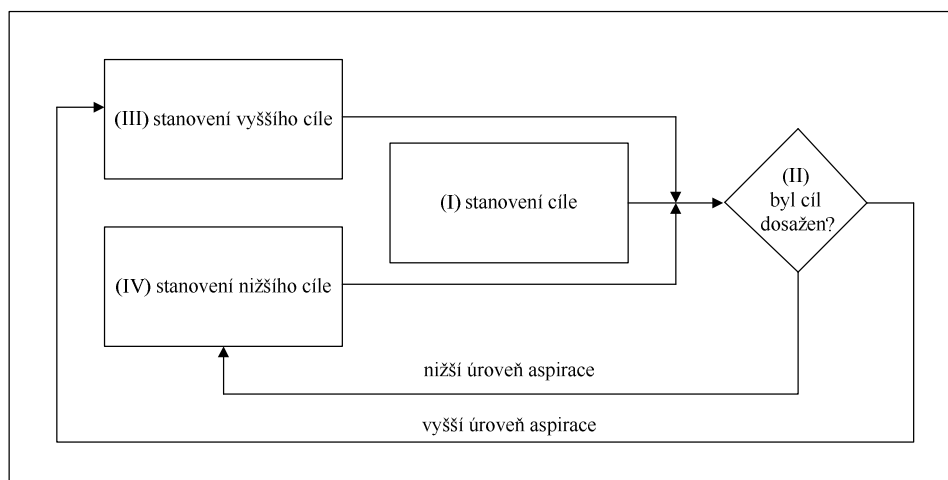 (III) stanovení vyššího cíle
(I) stanovení cíle
(II)
byl cíl
dosažen?
(IV) stanovení nižšího cíle
nižší úroveň aspirace
vyšší úroveň aspirace